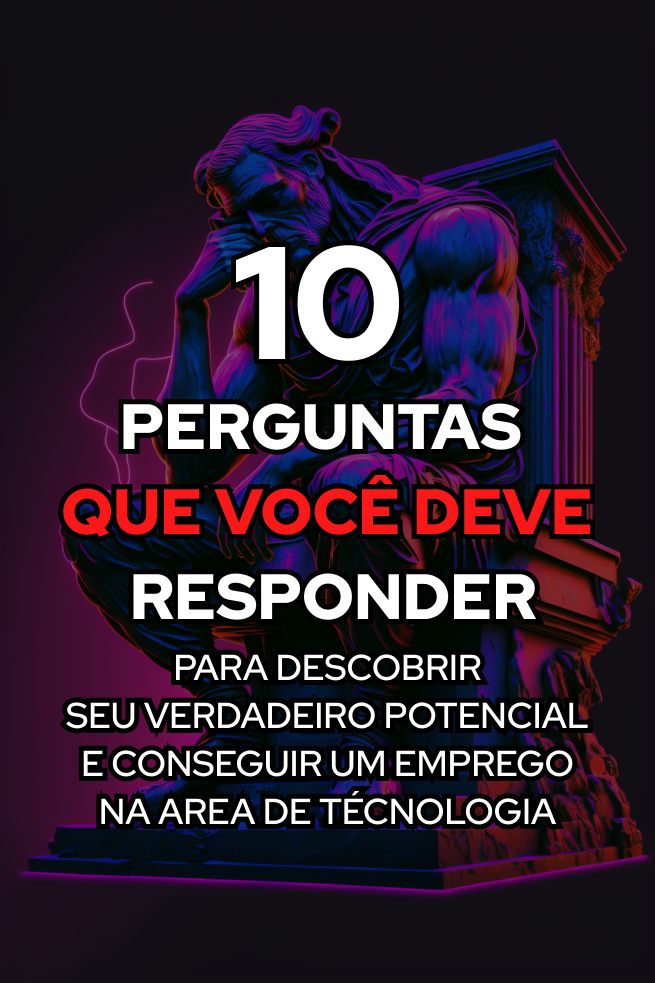 10
PERGUNTAS
QUE VOCÊ DEVE
RESPONDER
PARA DESCOBRIR
SEU VERDADEIRO POTENCIAL
E CONSEGUIR UM EMPREGO
NA AREA DE TÉCNOLOGIA